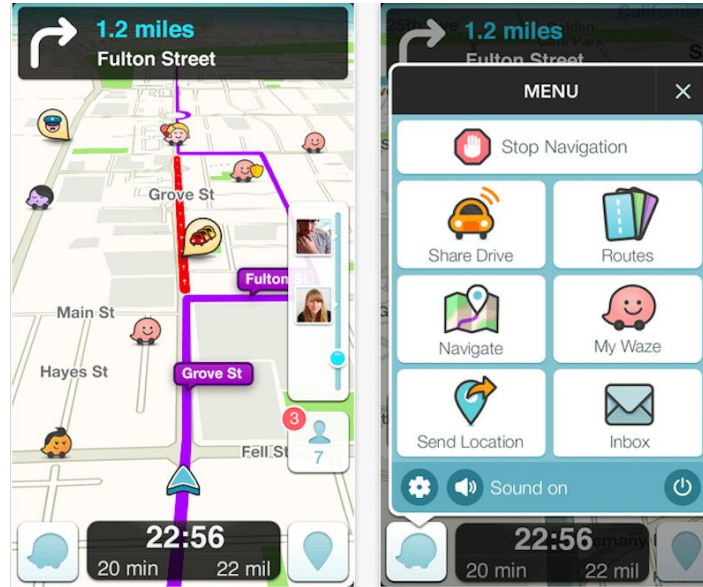 1.2 miles
Fulton Street
Grove St
Fulton
Main St
Grove St
Hayes St
3
7
Fell St
22:56
20 min
22 mil
1.2 miles
Fulton Street
MENU
Stop Navigation
Share Drive
Routes
Navigate
My Waze
Send Location
Inbox
Sound on
22:56
20 min
22 mil